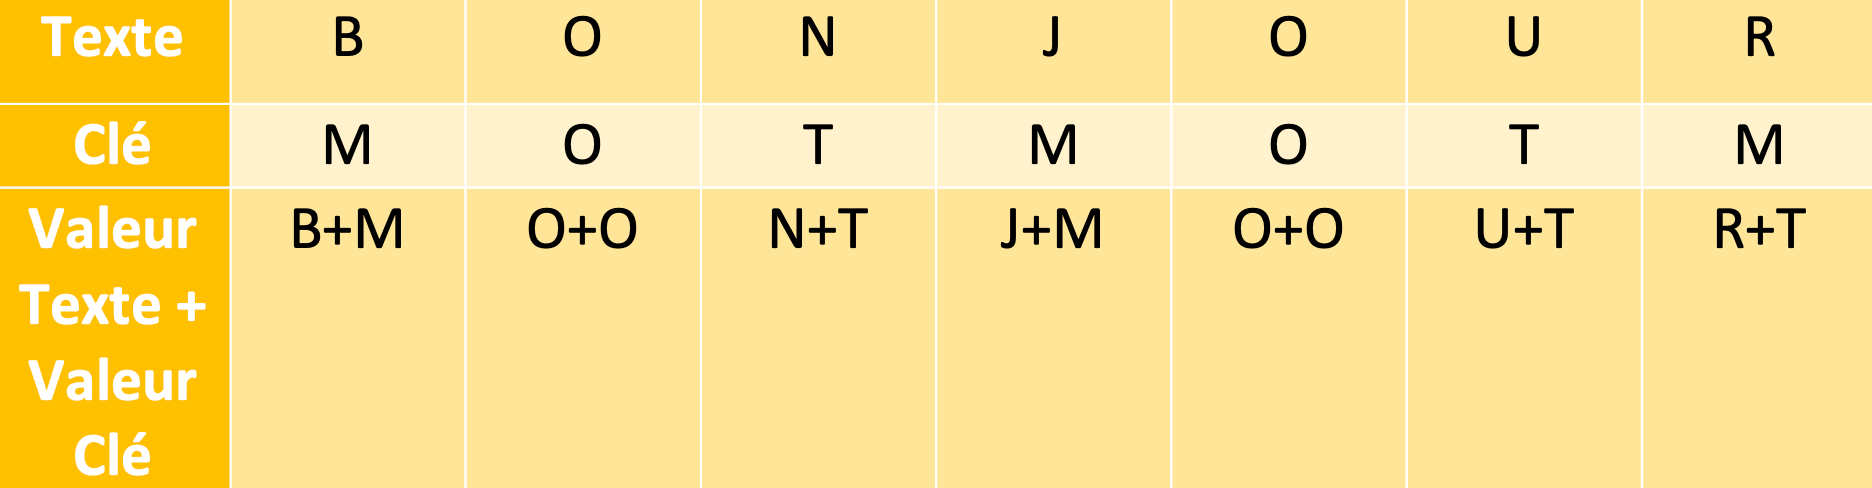 Texte B O N J O U R
Clé M O T M O T M
Valeur B+M O+O N+T J+M O+O U+T R+T
Texte +
Valeur
Clé